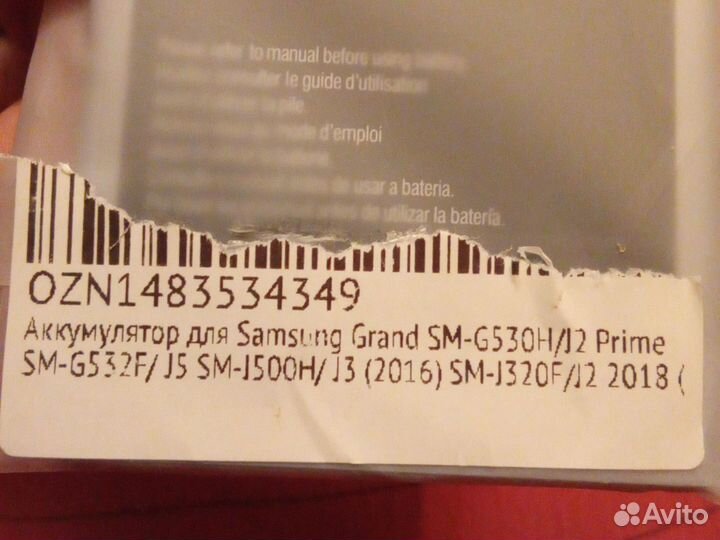 Please refer to manual before using battery.
le guide d'utilisation
pile.
mode d'emploi
de usar a bateria.
antes de utilizar la batería.
OZN1483534349
Аккумулятор для Samsung Grand SM-G530H/J2 Prime
SM-G532F/ J5 SM-J500H/ J3 (2016) SM-J320F/J2 2018 (
Avito